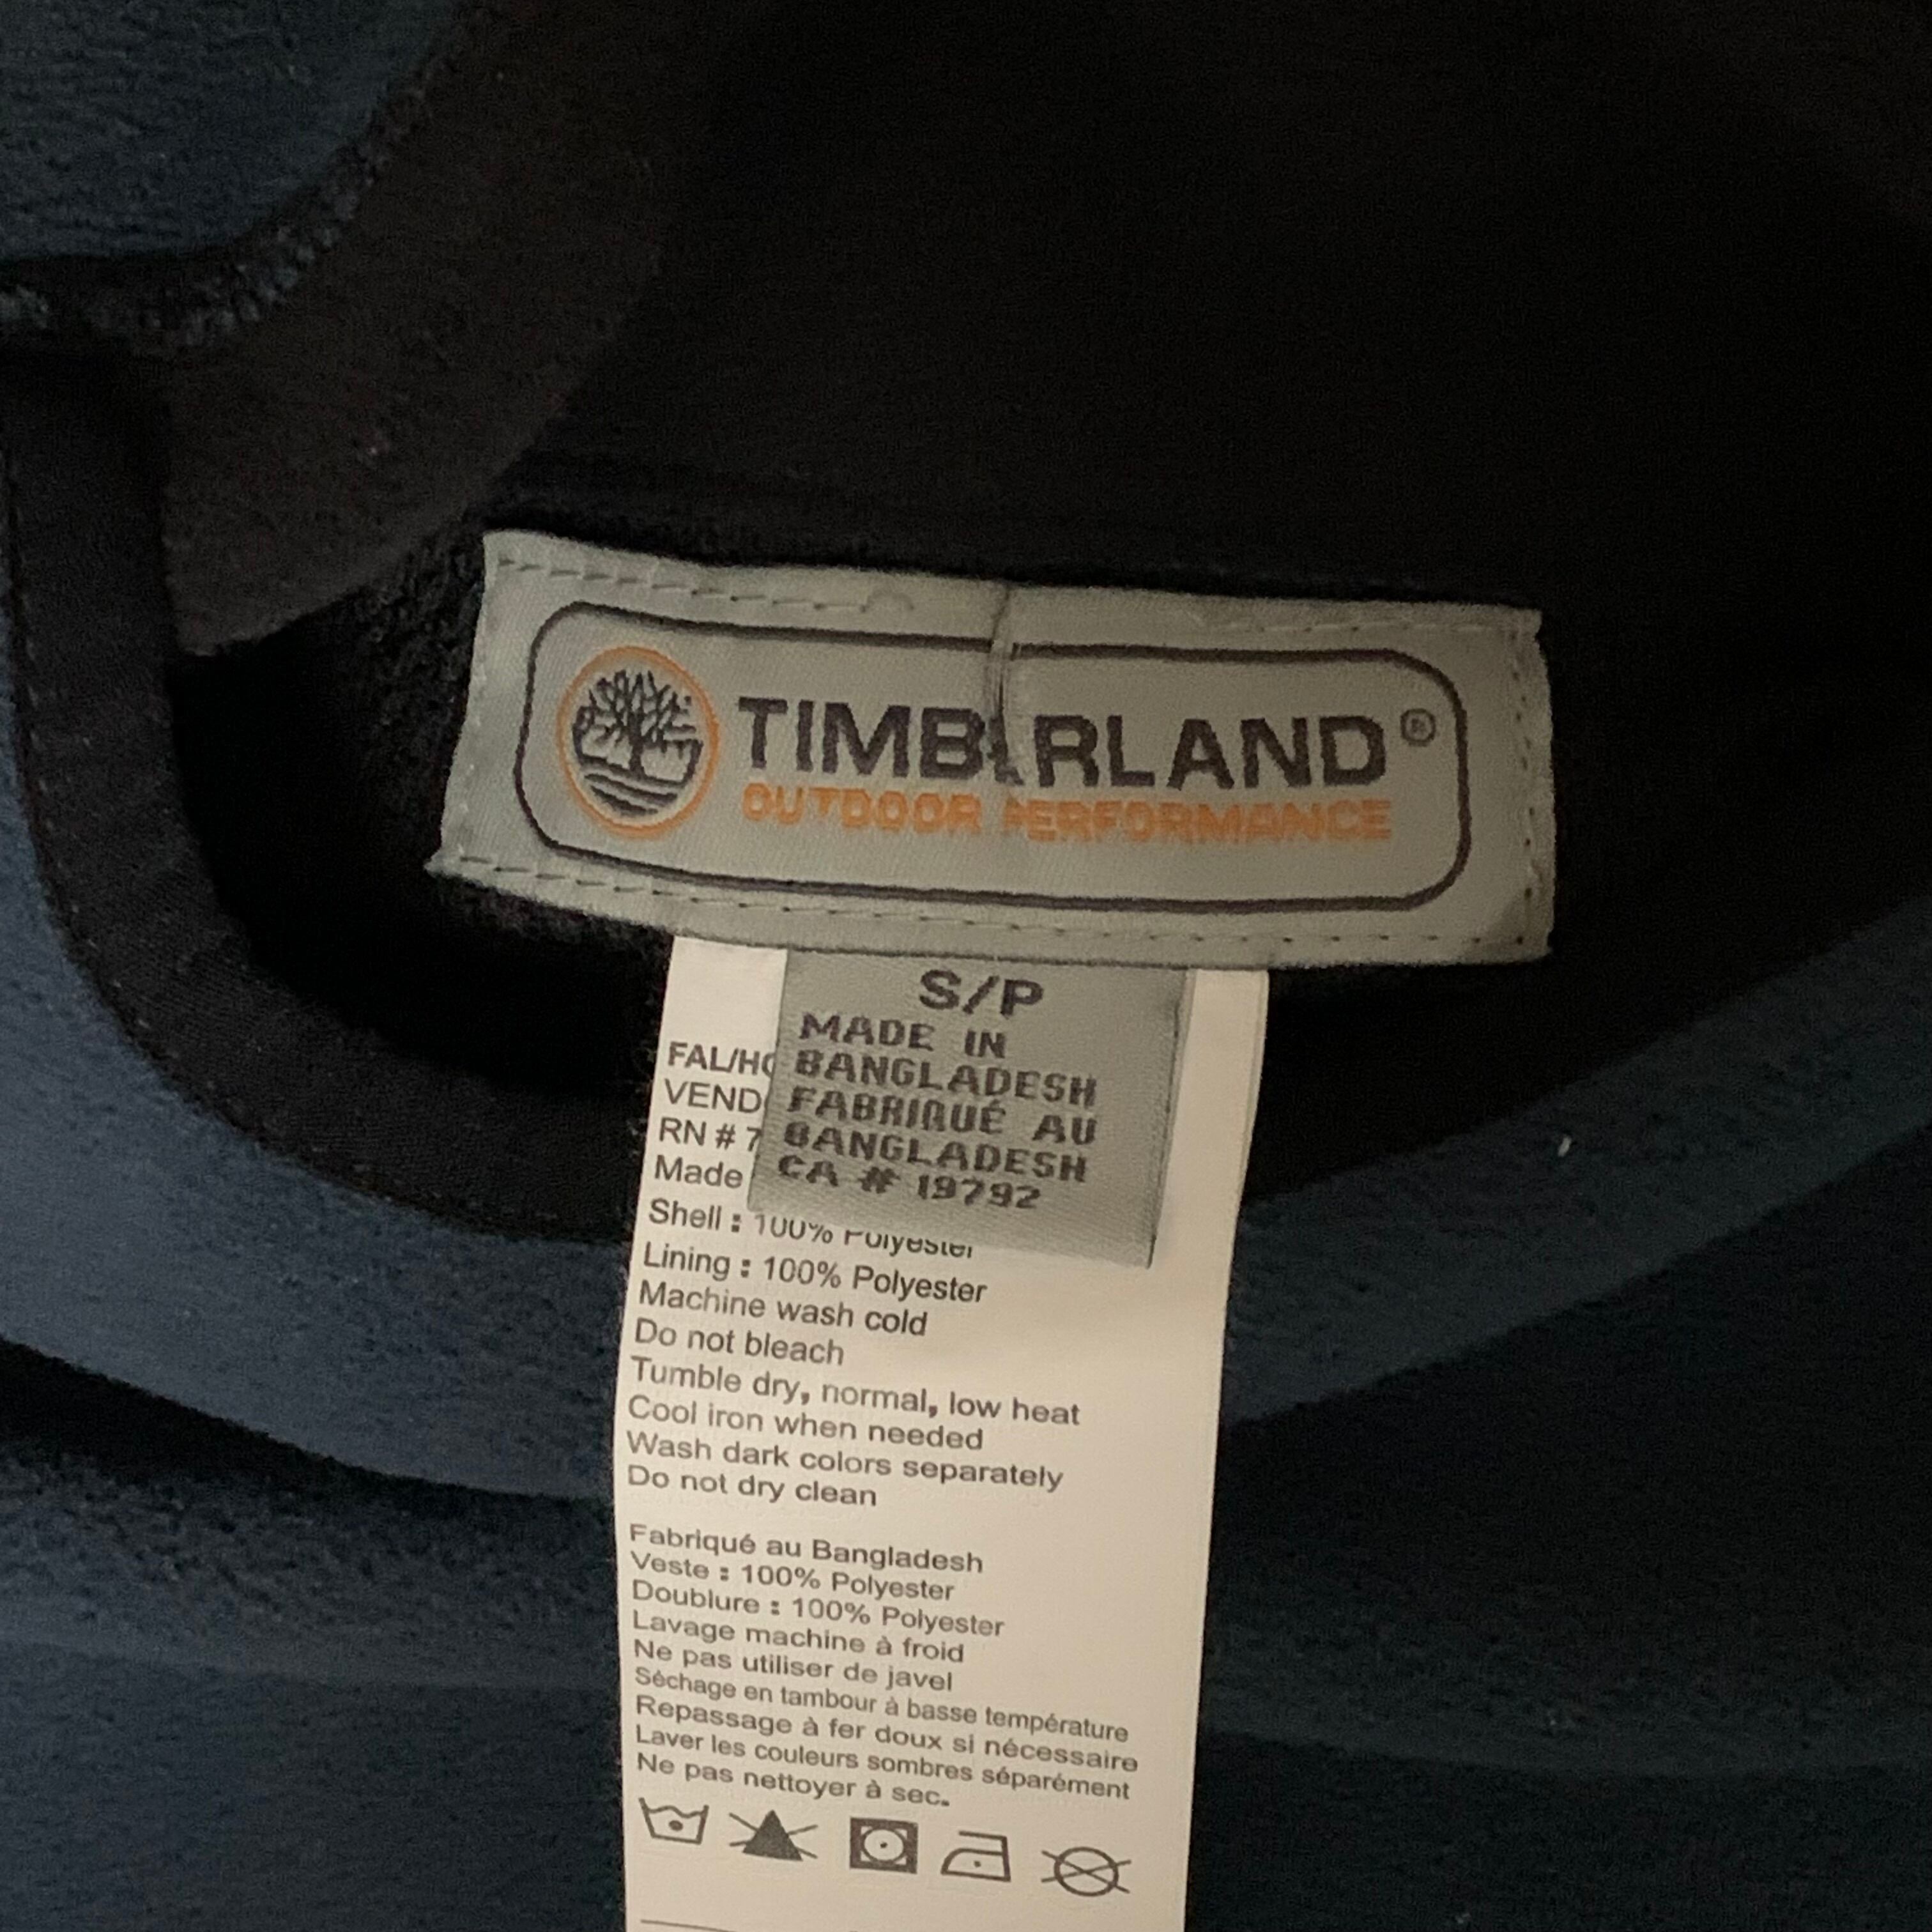 TIMBERLAND®
OUTDOOR PERFORMANCE
S/P
MADE IN
BANGLADESH
FABRIQUÉ AU
BANGLADESH
CA # 19792
RN # 7
Made
Shell : 100% Polyester
Lining : 100% Polyester
Machine wash cold
Do not bleach
Tumble dry, normal, low heat
Cool iron when needed
Wash dark colors separately
Do not dry clean
Fabriqué au Bangladesh
Veste : 100% Polyester
Doublure : 100% Polyester
Lavage machine à froid
Ne pas utiliser de javel
Séchage en tambour à basse température
Repassage à fer doux si nécessaire
Laver les couleurs sombres séparément
Ne pas nettoyer à sec.